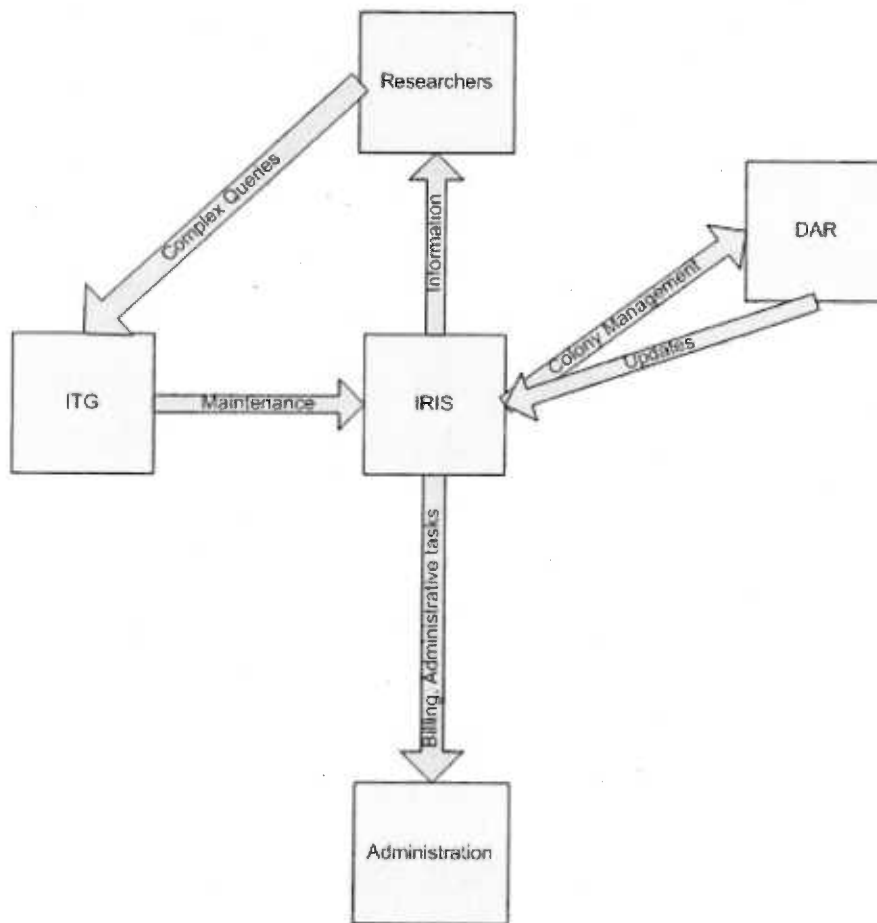 Researchers
Complex Queries
Information
DAR
Colony Management
Updates
ITG
Maintenance
IRIS
Billing, Administrative tasks
Administration